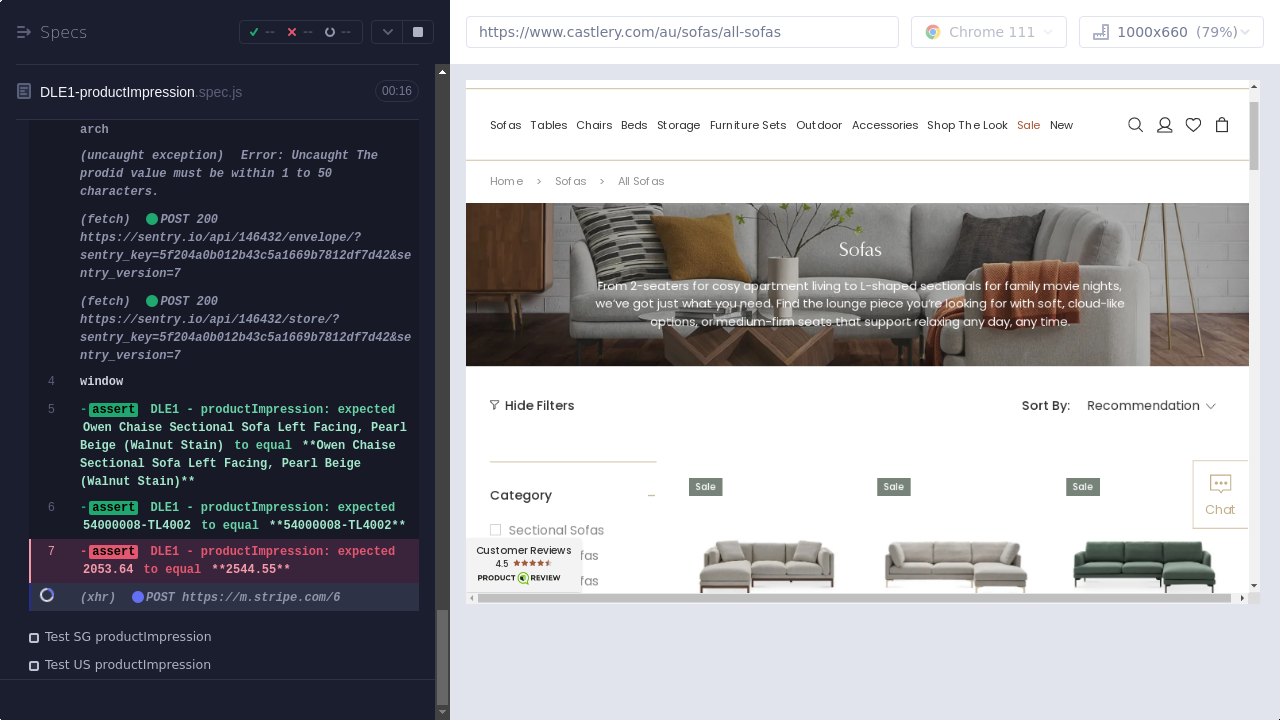 Specs
--
--
--
https://www.castlery.com/au/sofas/all-sofas
Chrome 111
1000x660 (79%)
DLE1-productImpression.spec.js
00:16
arch
(uncaught exception) Error: Uncaught The
prodid value must be within 1 to 50
characters.
(fetch) POST 200
https://sentry.io/api/146432/envelope/?
sentry_key=5f204a0b012b43c5a1669b7812df7d42&se
ntry_version=7
(fetch) POST 200
https://sentry.io/api/146432/store/?
sentry_key=5f204a0b012b43c5a1669b7812df7d42&se
ntry_version=7
4 window
5 -assert DLE1 - productImpression: expected
Owen Chaise Sectional Sofa Left Facing, Pearl
Beige (Walnut Stain) to equal **Owen Chaise
Sectional Sofa Left Facing, Pearl Beige
(Walnut Stain)**
6 -assert DLE1 - productImpression: expected
54000008-TL4002 to equal **54000008-TL4002**
7 -assert DLE1 - productImpression: expected
2053.64 to equal **2544.55**
(xhr) POST https://m.stripe.com/6
Test SG productImpression
Test US productImpression
Sofas Tables Chairs Beds Storage Furniture Sets Outdoor Accessories Shop The Look Sale New
Home > Sofas > All Sofas
Sofas
From 2-seaters for cosy apartment living to L-shaped sectionals for family movie nights,
we've got just what you need. Find the lounge piece you're looking for with soft, cloud-like
options, or medium-firm seats that support relaxing any day, any time.
Hide Filters
Sort By: Recommendation
Category
Sectional Sofas
fas
fas
Sale
Sale
Sale
Chat
Customer Reviews
4.5
PRODUCT REVIEW